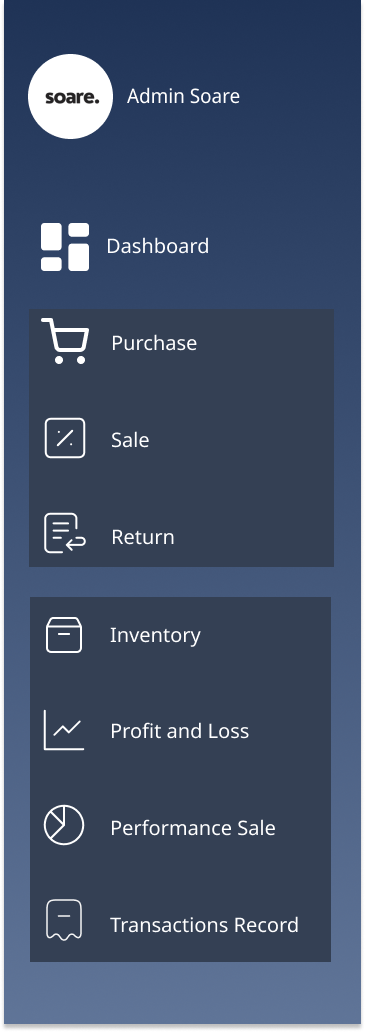 soare.
Admin Soare
Dashboard
Purchase
Sale
Return
Inventory
Profit and Loss
Performance Sale
Transactions Record